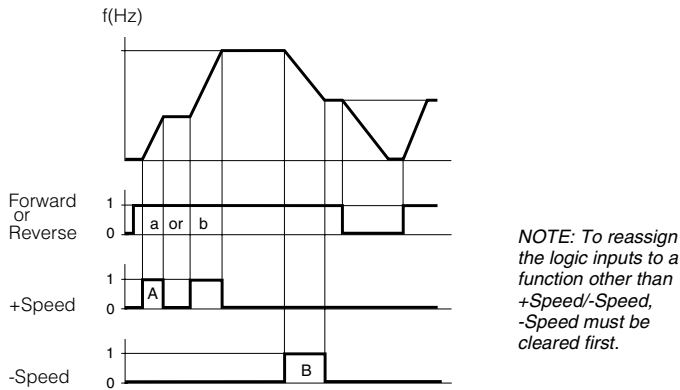 f(Hz)
Forward
or
Reverse
1
0
a or b
+Speed
1
0
A
-Speed
1
0
B
NOTE: To reassign
the logic inputs to a
function other than
+Speed/-Speed,
-Speed must be
cleared first.